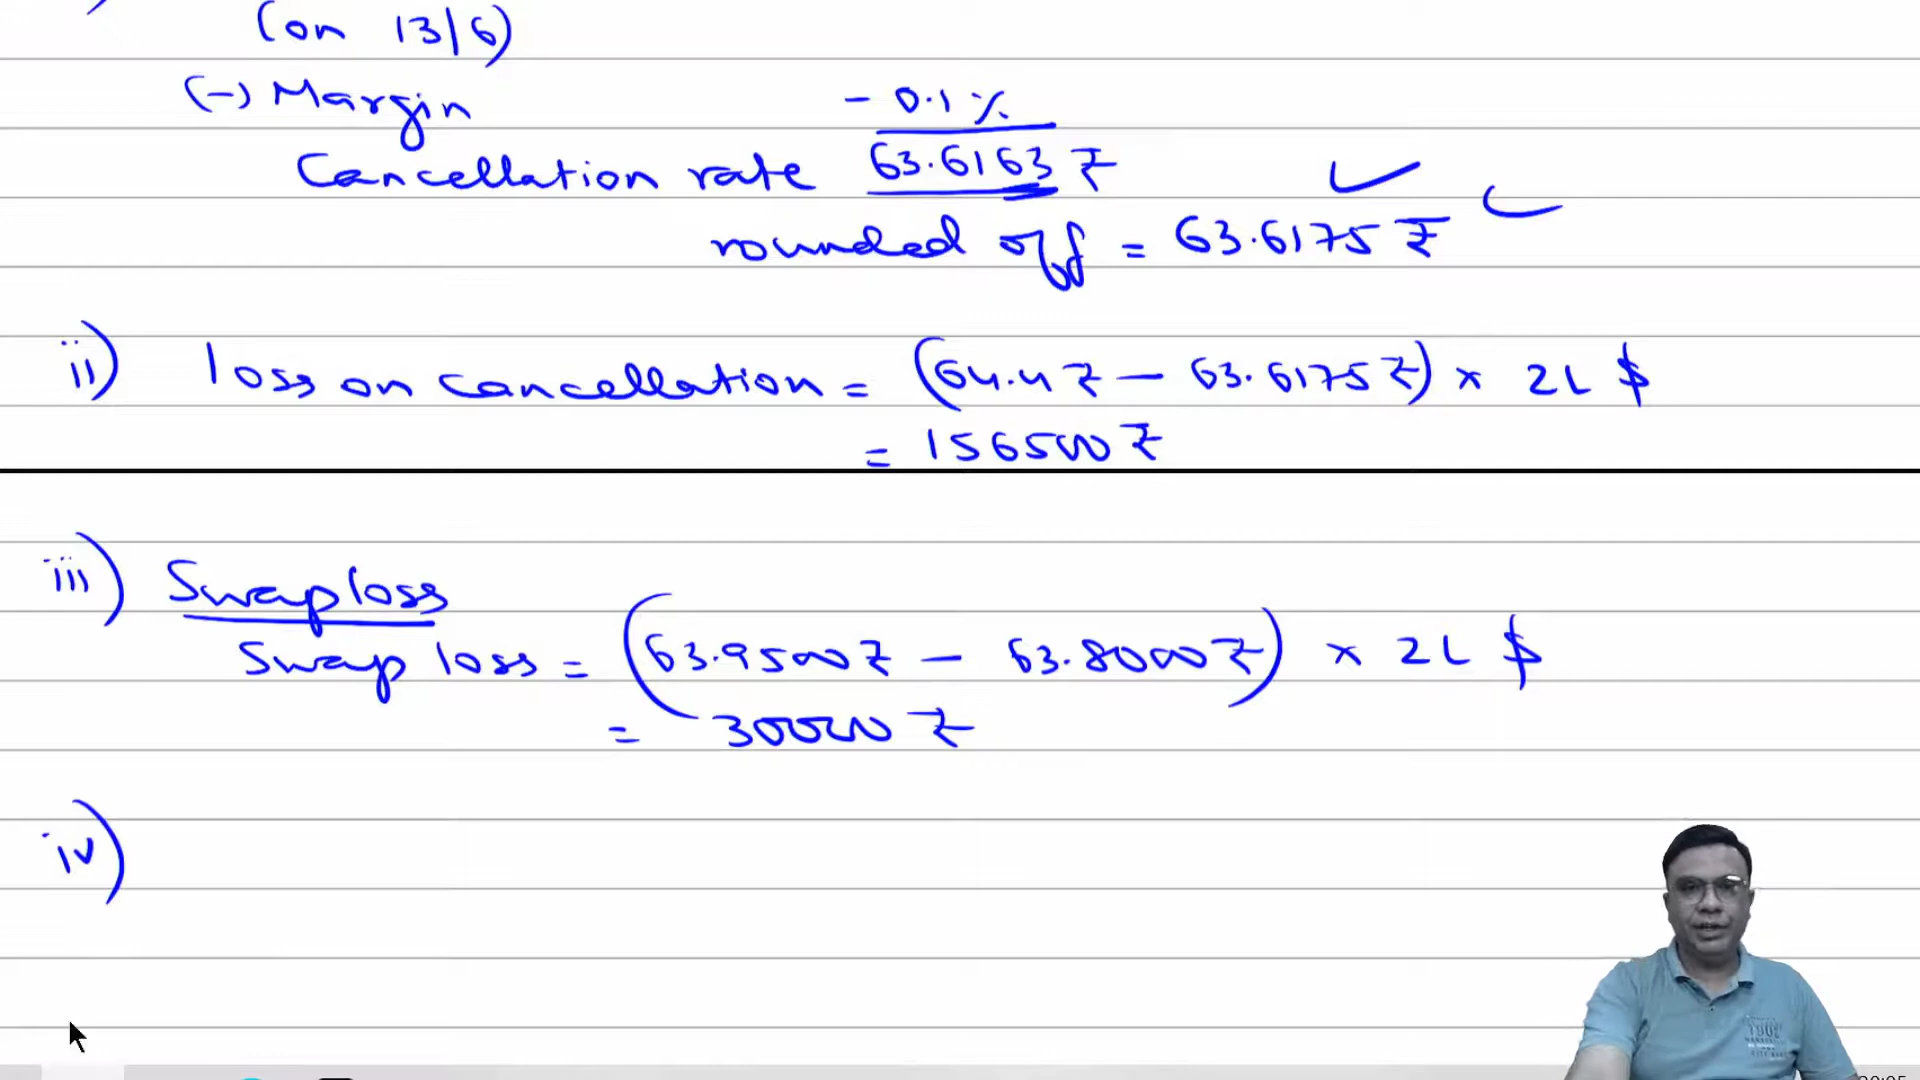 (on 13/6)
(-) Margin - 0.1 %
Cancellation rate 63.6163 ₹
rounded off = 63.6175 ₹
ii) loss on cancellation = (64.4 ₹ - 63.6175 ₹) x 2L $
= 156500 ₹
iii) Swap loss
Swap loss = (63.9500 ₹ - 63.8000 ₹) x 2L $
= 30000 ₹
iv)